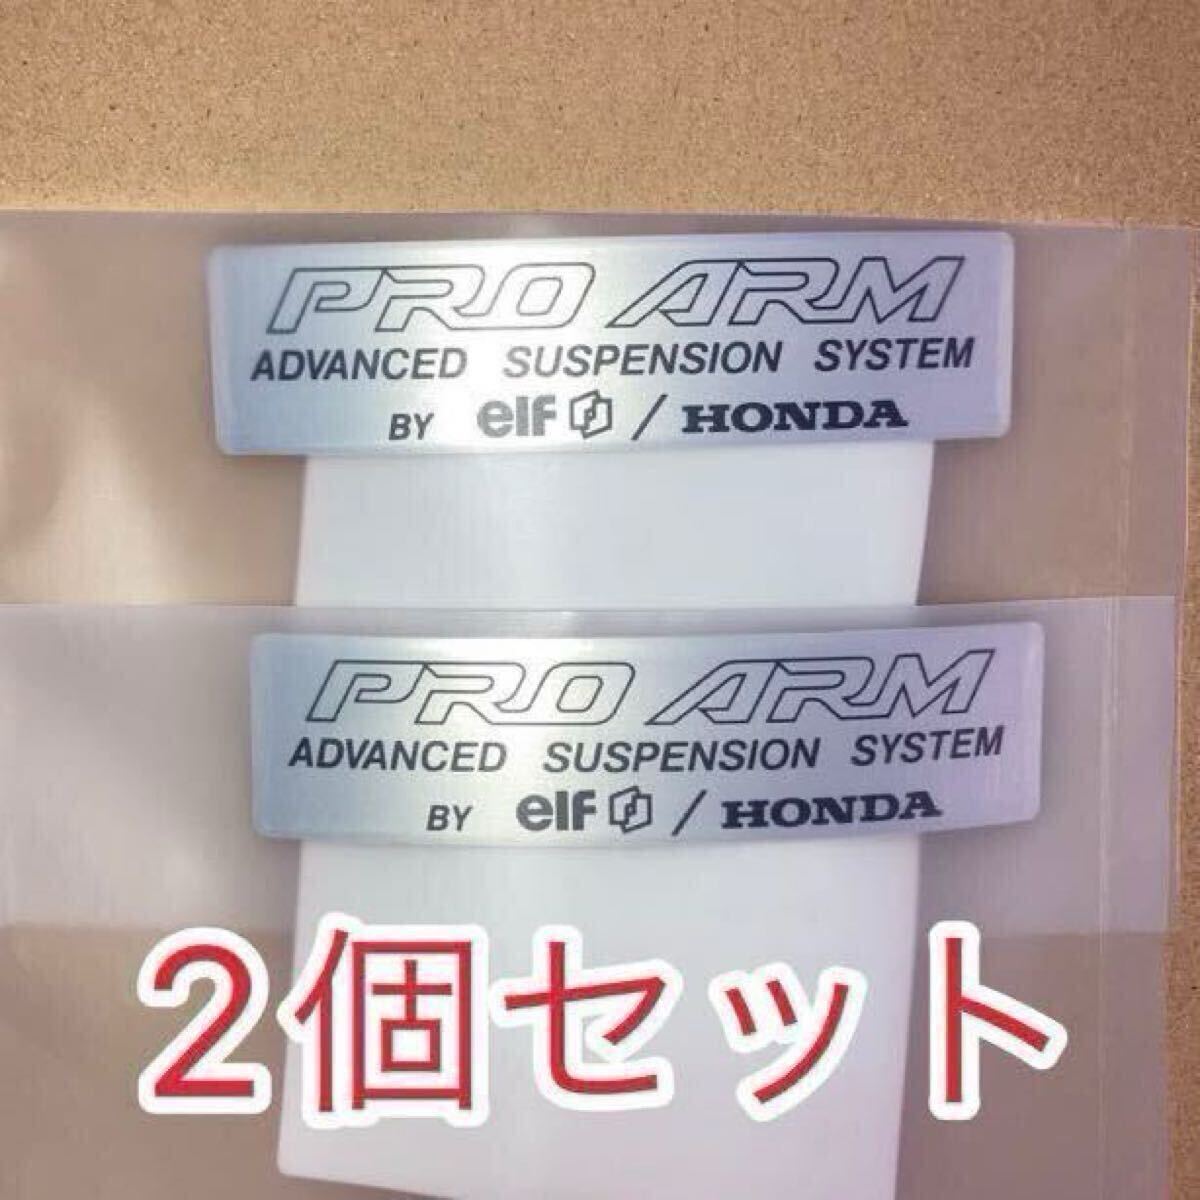 PRO ARM
ADVANCED SUSPENSION SYSTEM
BY elf / HONDA
PRO ARM
ADVANCED SUSPENSION SYSTEM
BY elf / HONDA
2個セット